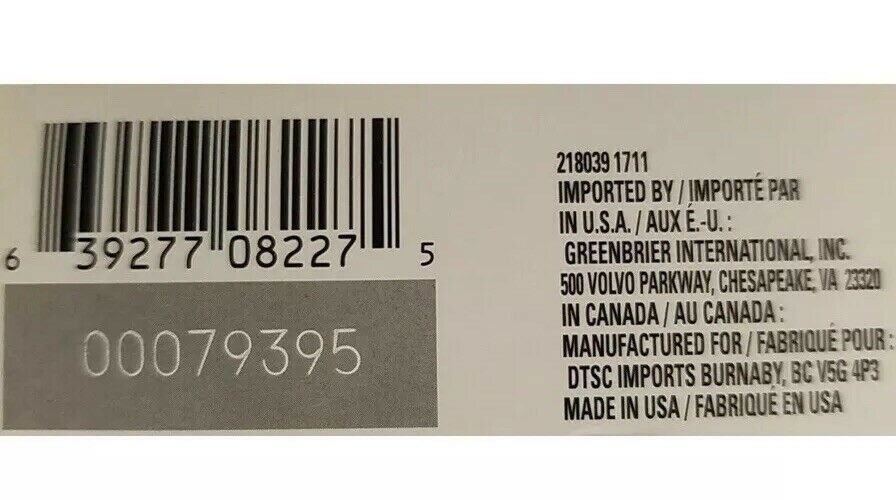 6 39277 08227 5
00079395
218039 1711
IMPORTED BY / IMPORTÉ PAR
IN U.S.A. / AUX É.-U. :
GREENBRIER INTERNATIONAL, INC.
500 VOLVO PARKWAY, CHESAPEAKE, VA 23320
IN CANADA / AU CANADA :
MANUFACTURED FOR / FABRIQUÉ POUR :
DTSC IMPORTS BURNABY, BC V5G 4P3
MADE IN USA / FABRIQUÉ EN USA